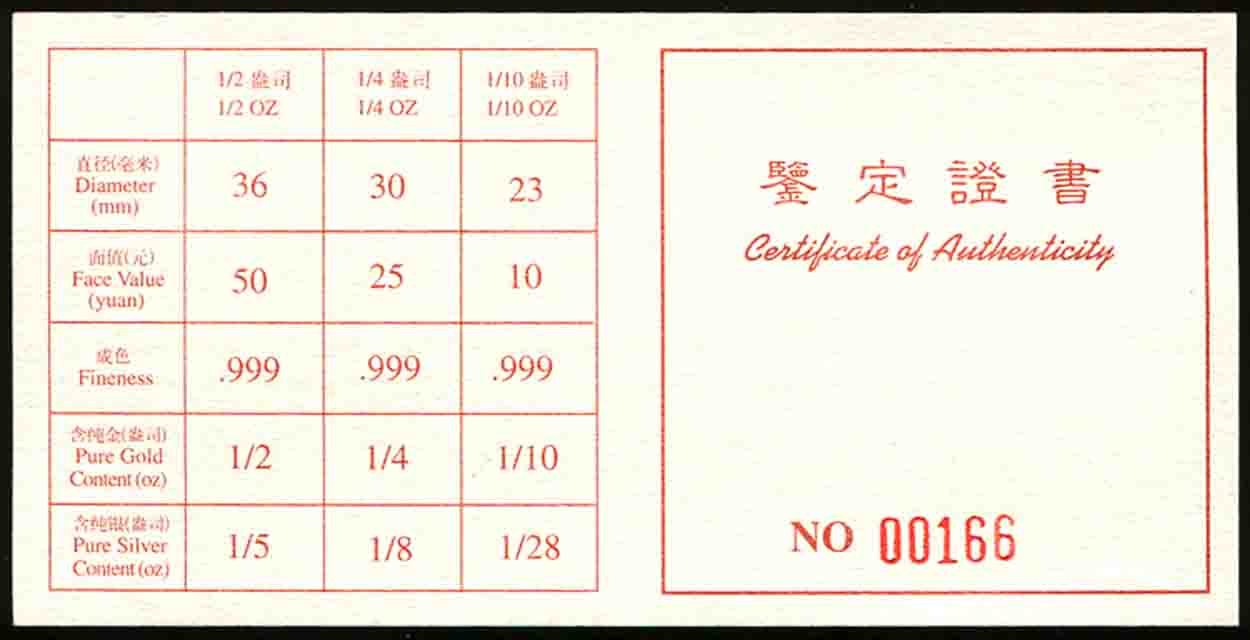 1/2 盎司
1/2 OZ
1/4 盎司
1/4 OZ
1/10 盎司
1/10 OZ
直径(毫米)
Diameter
(mm)
36
30
23
面值(元)
Face Value
(yuan)
50
25
10
成色
Fineness
.999
.999
.999
含纯金(盎司)
Pure Gold
Content (oz)
1/2
1/4
1/10
含纯银(盎司)
Pure Silver
Content (oz)
1/5
1/8
1/28
鑒定證書
Certificate of Authenticity
NO 00166